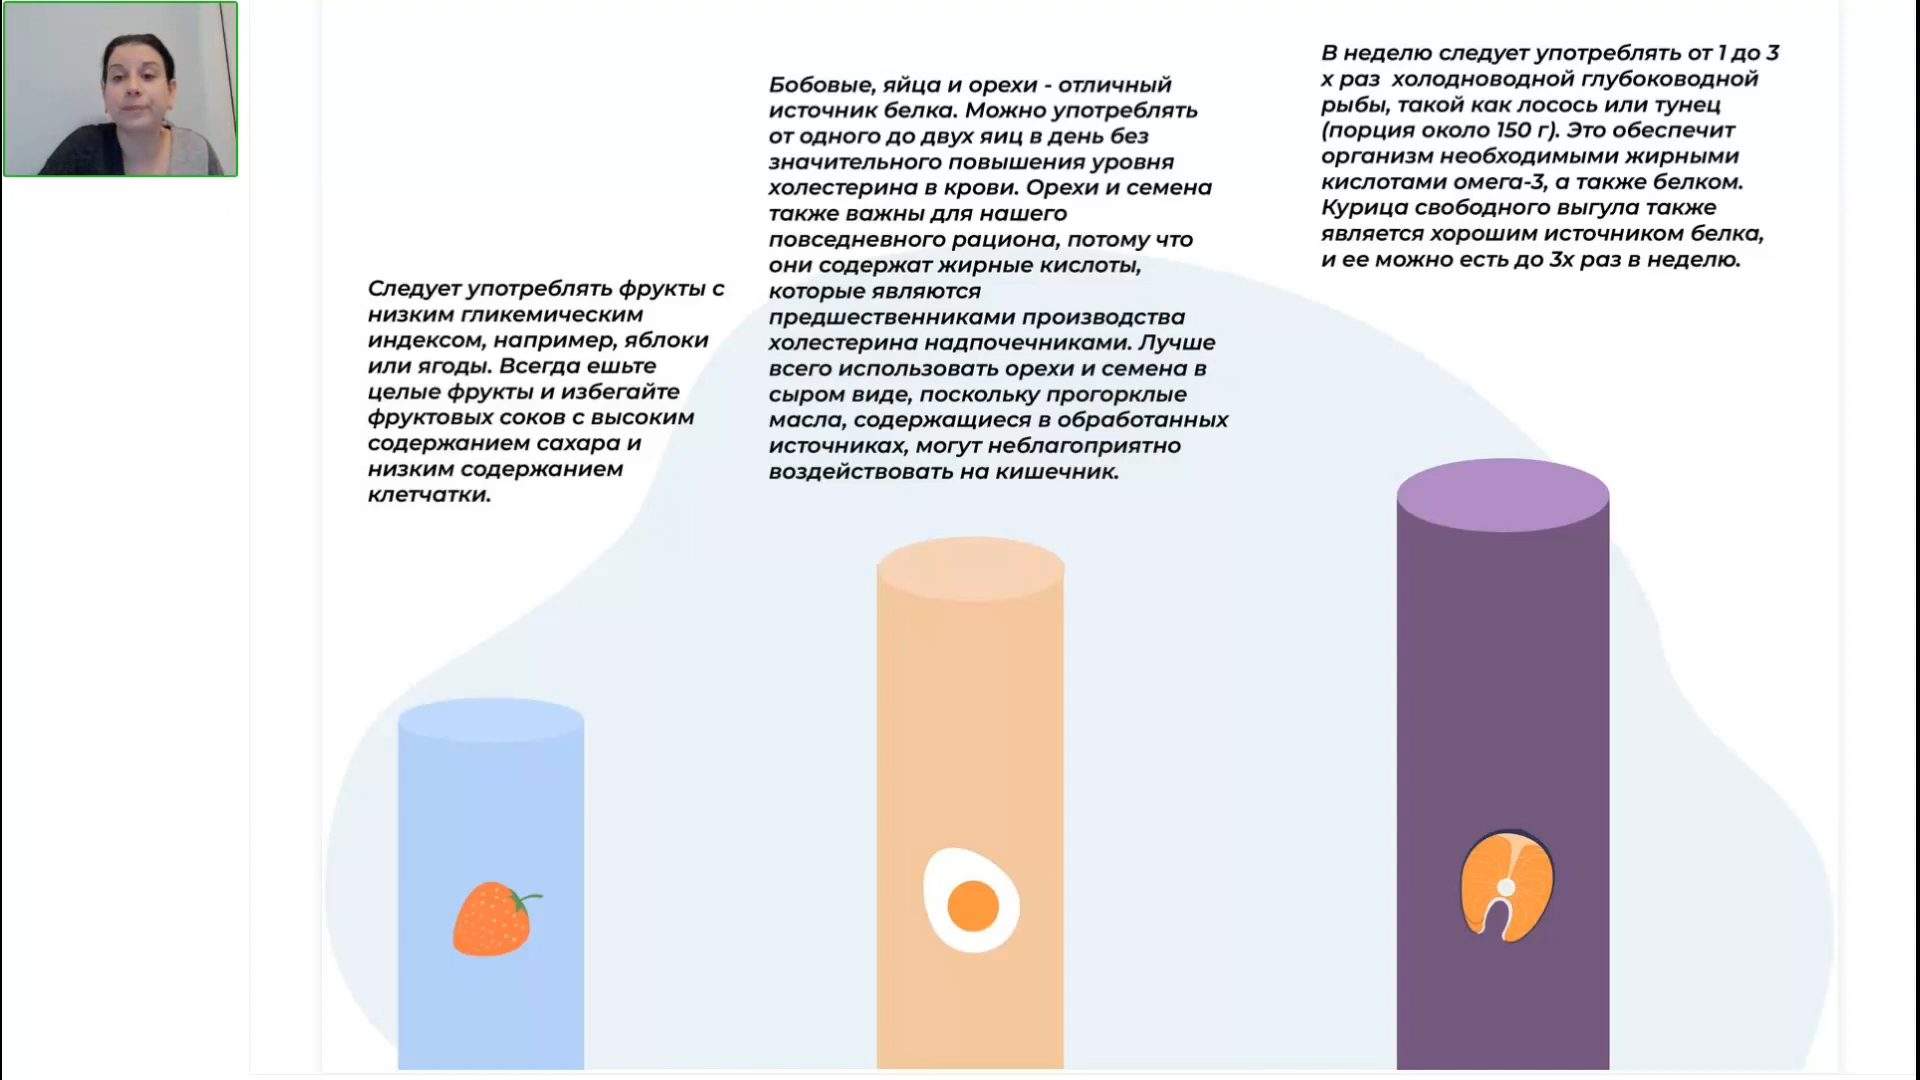 Следует употреблять фрукты с
низким гликемическим
индексом, например, яблоки
или ягоды. Всегда ешьте
целые фрукты и избегайте
фруктовых соков с высоким
содержанием сахара и
низким содержанием
клетчатки.
Бобовые, яйца и орехи - отличный
источник белка. Можно употреблять
от одного до двух яиц в день без
значительного повышения уровня
холестерина в крови. Орехи и семена
также важны для нашего
повседневного рациона, потому что
они содержат жирные кислоты,
которые являются
предшественниками производства
холестерина надпочечниками. Лучше
всего использовать орехи и семена в
сыром виде, поскольку прогорклые
масла, содержащиеся в обработанных
источниках, могут неблагоприятно
воздействовать на кишечник.
В неделю следует употреблять от 1 до 3
х раз холодноводной глубоководной
рыбы, такой как лосось или тунец
(порция около 150 г). Это обеспечит
организм необходимыми жирными
кислотами омега-3, а также белком.
Курица свободного выгула также
является хорошим источником белка,
и ее можно есть до 3х раз в неделю.